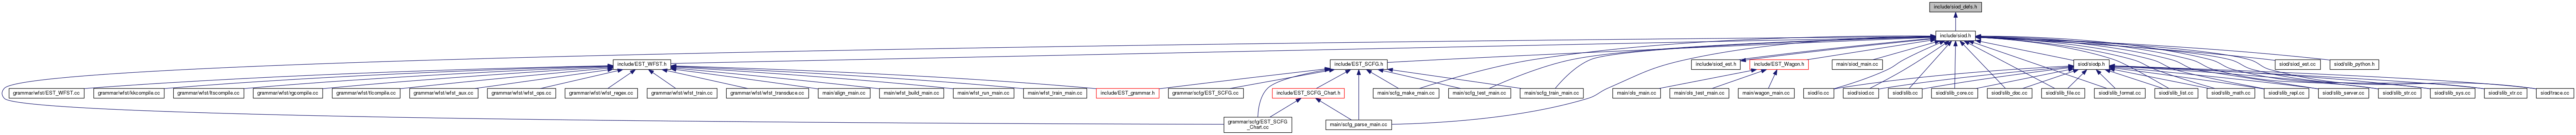 include/siod_defs.h
include/siod.h
include/EST_WFST.h
include/EST_SCFG.h
include/siod_est.h
include/EST_Wagon.h
main/siod_main.cc
siod/siodp.h
siod/siod_est.cc
siod/slib_python.h
grammar/wfst/EST_WFST.cc
grammar/wfst/kkcompile.cc
grammar/wfst/ltscompile.cc
grammar/wfst/rgcompile.cc
grammar/wfst/tlcompile.cc
grammar/wfst/wfst_aux.cc
grammar/wfst/wfst_ops.cc
grammar/wfst/wfst_regex.cc
grammar/wfst/wfst_train.cc
grammar/wfst/wfst_transduce.cc
main/align_main.cc
main/wfst_build_main.cc
main/wfst_run_main.cc
main/wfst_train_main.cc
include/EST_grammar.h
grammar/scfg/EST_SCFG.cc
include/EST_SCFG_Chart.h
main/scfg_make_main.cc
main/scfg_test_main.cc
main/scfg_train_main.cc
main/ols_main.cc
main/ols_test_main.cc
main/wagon_main.cc
siod/io.cc
siod/siod.cc
siod/slib.cc
siod/slib_core.cc
siod/slib_doc.cc
siod/slib_file.cc
siod/slib_format.cc
siod/slib_list.cc
siod/slib_math.cc
siod/slib_repl.cc
siod/slib_server.cc
siod/slib_str.cc
siod/slib_sys.cc
siod/slib_xtr.cc
siod/trace.cc
grammar/scfg/EST_SCFG
_Chart.cc
main/scfg_parse_main.cc